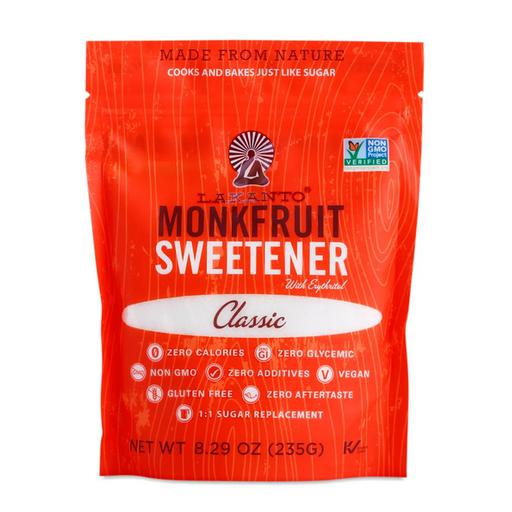 MADE FROM NATURE
COOKS AND BAKES JUST LIKE SUGAR
NON
GMO
Project
VERIFIED
LAKANTO®
MONKFRUIT
SWEETENER
With Erythritol
Classic
0 ZERO CALORIES GI ZERO GLYCEMIC
NON GMO ZERO ADDITIVES V VEGAN
GLUTEN FREE ZERO AFTERTASTE
1:1 SUGAR REPLACEMENT
NET WT 8.29 OZ (235G)